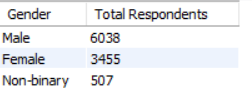 Gender Total Respondents
Male 6038
Female 3455
Non-binary 507